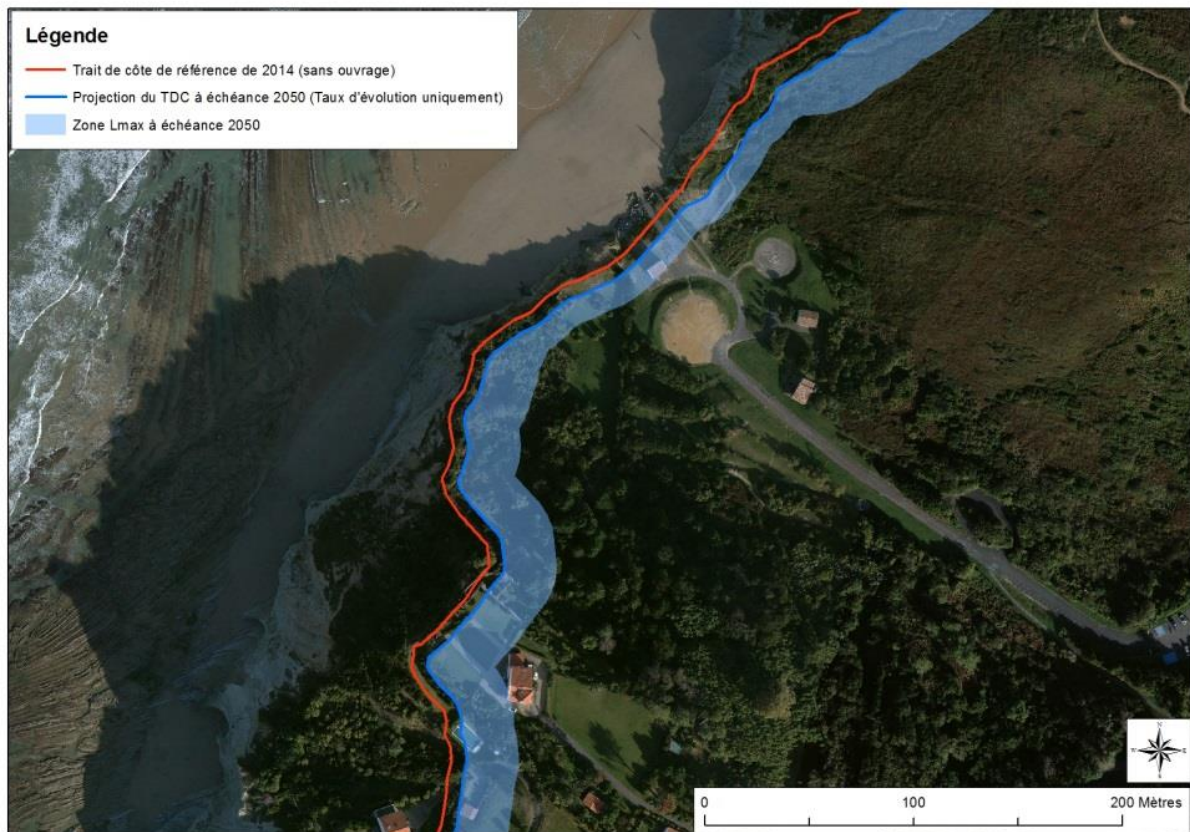 Légende
Trait de côte de référence de 2014 (sans ouvrage)
Projection du TDC à échéance 2050 (Taux d'évolution uniquement)
Zone Lmax à échéance 2050
N
W E
S
0 100 200 Mètres